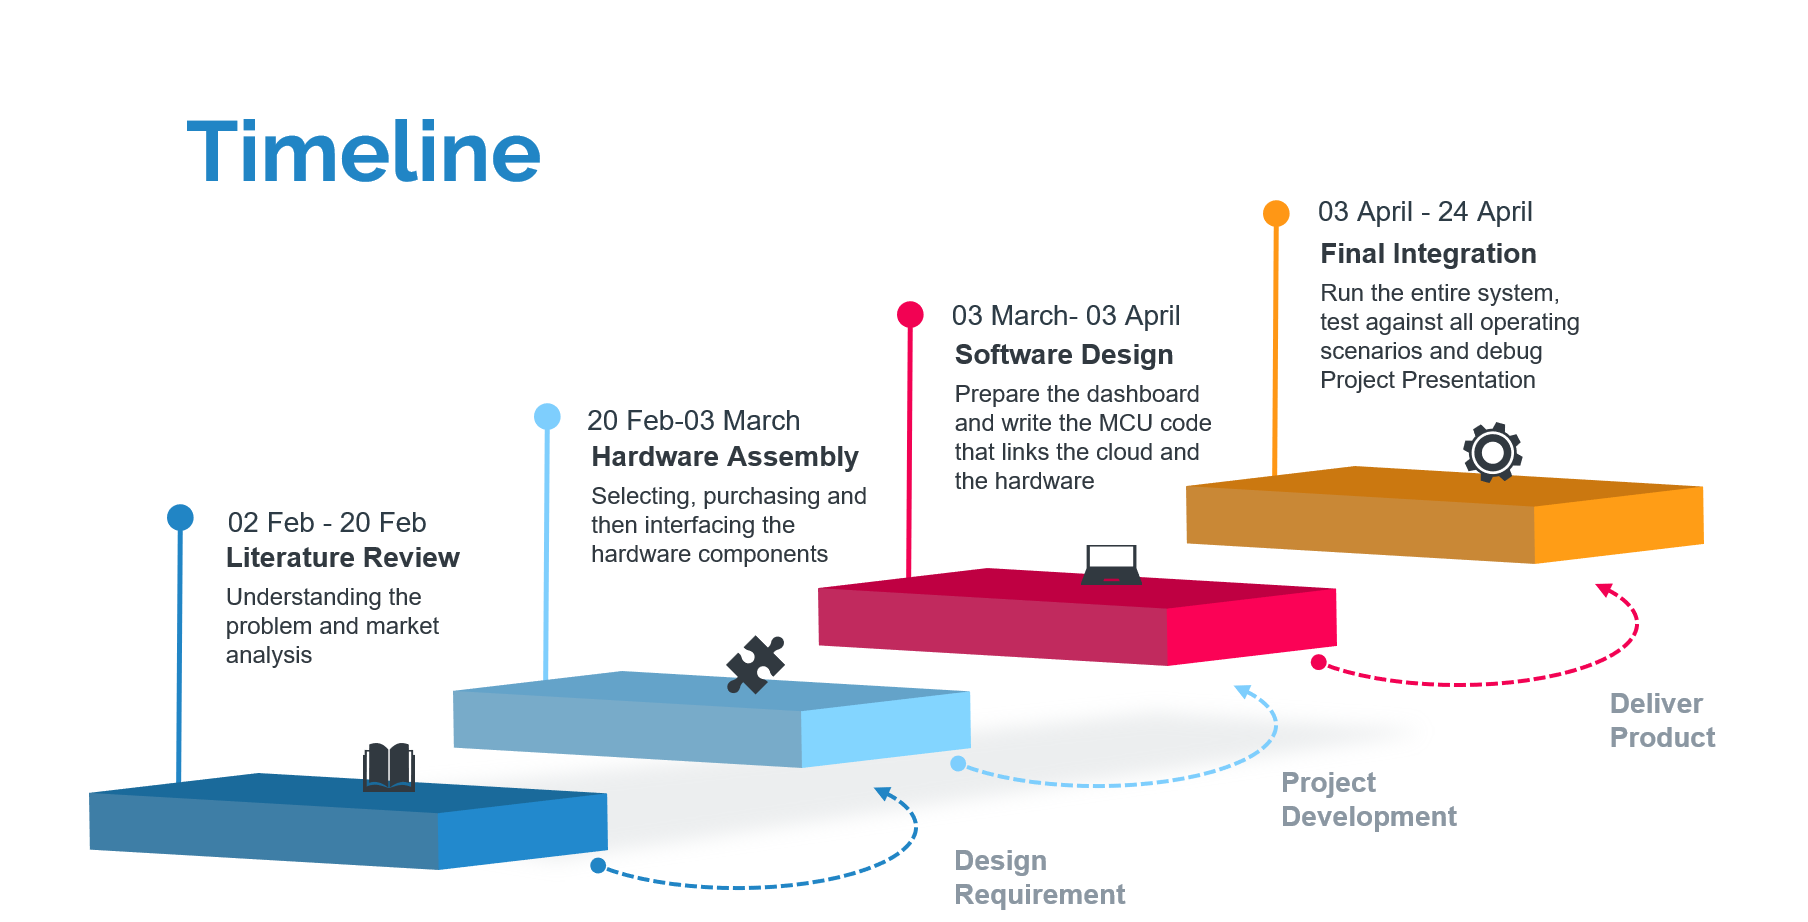 Timeline
02 Feb - 20 Feb
Literature Review
Understanding the
problem and market
analysis
20 Feb-03 March
Hardware Assembly
Selecting, purchasing and
then interfacing the
hardware components
03 March- 03 April
Software Design
Prepare the dashboard
and write the MCU code
that links the cloud and
the hardware
03 April - 24 April
Final Integration
Run the entire system,
test against all operating
scenarios and debug
Project Presentation
Design
Requirement
Project
Development
Deliver
Product